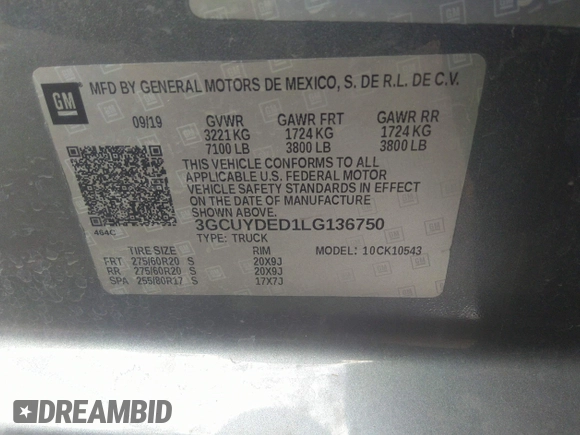 GM
MFD BY GENERAL MOTORS DE MEXICO, S. DE R.L. DE C.V.
09/19 GVWR GAWR FRT GAWR RR
3221 KG 1724 KG 1724 KG
7100 LB 3800 LB 3800 LB
THIS VEHICLE CONFORMS TO ALL
APPLICABLE U.S. FEDERAL MOTOR
VEHICLE SAFETY STANDARDS IN EFFECT
ON THE DATE OF MANUFACTURE
SHOWN ABOVE.
464C 3GCUYDED1LG136750
TYPE: TRUCK
TIRE SIZE RIM MODEL: 10CK10543
FRT 275/60R20 S 20X9J
RR 275/60R20 S 20X9J
SPA 255/80R17 S 17X7J
DREAMBID